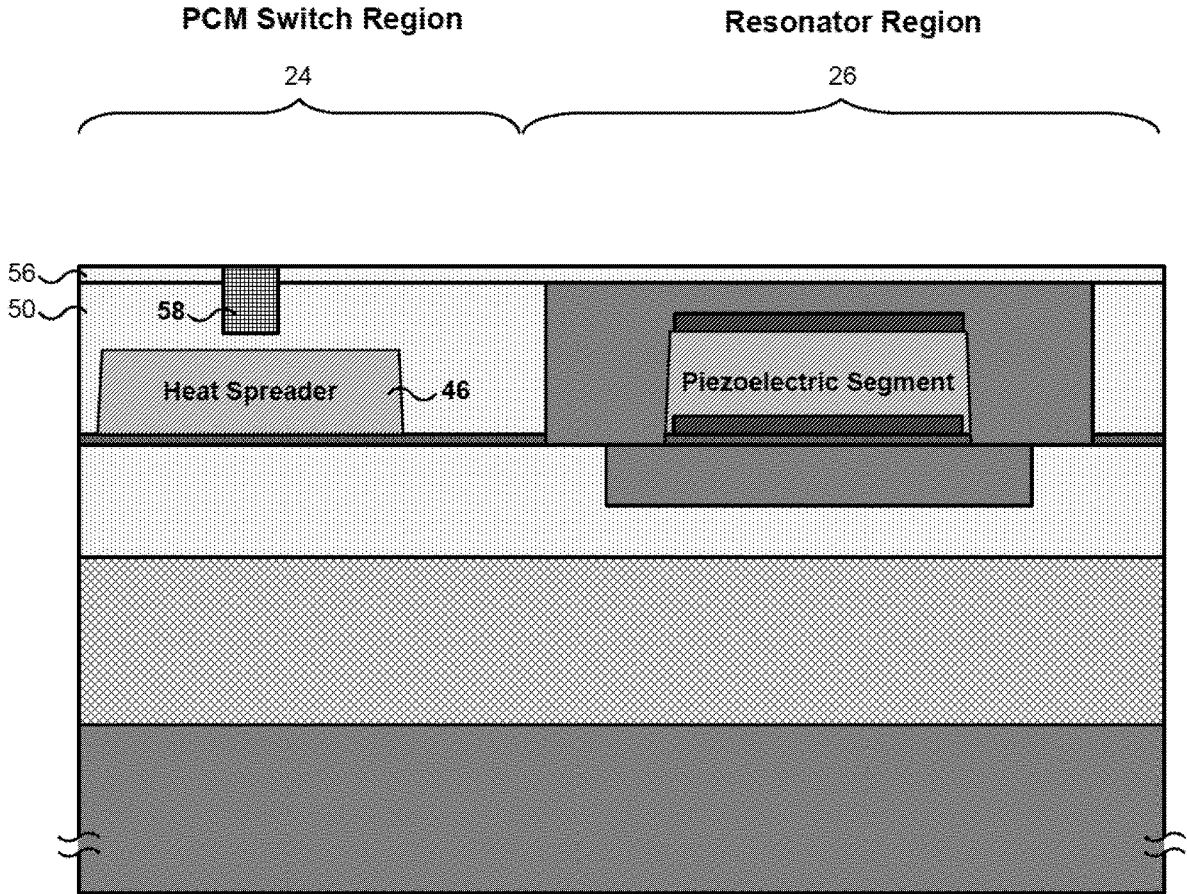 PCM Switch Region Resonator Region
24 26
56
50 58
Heat Spreader 46 Piezoelectric Segment